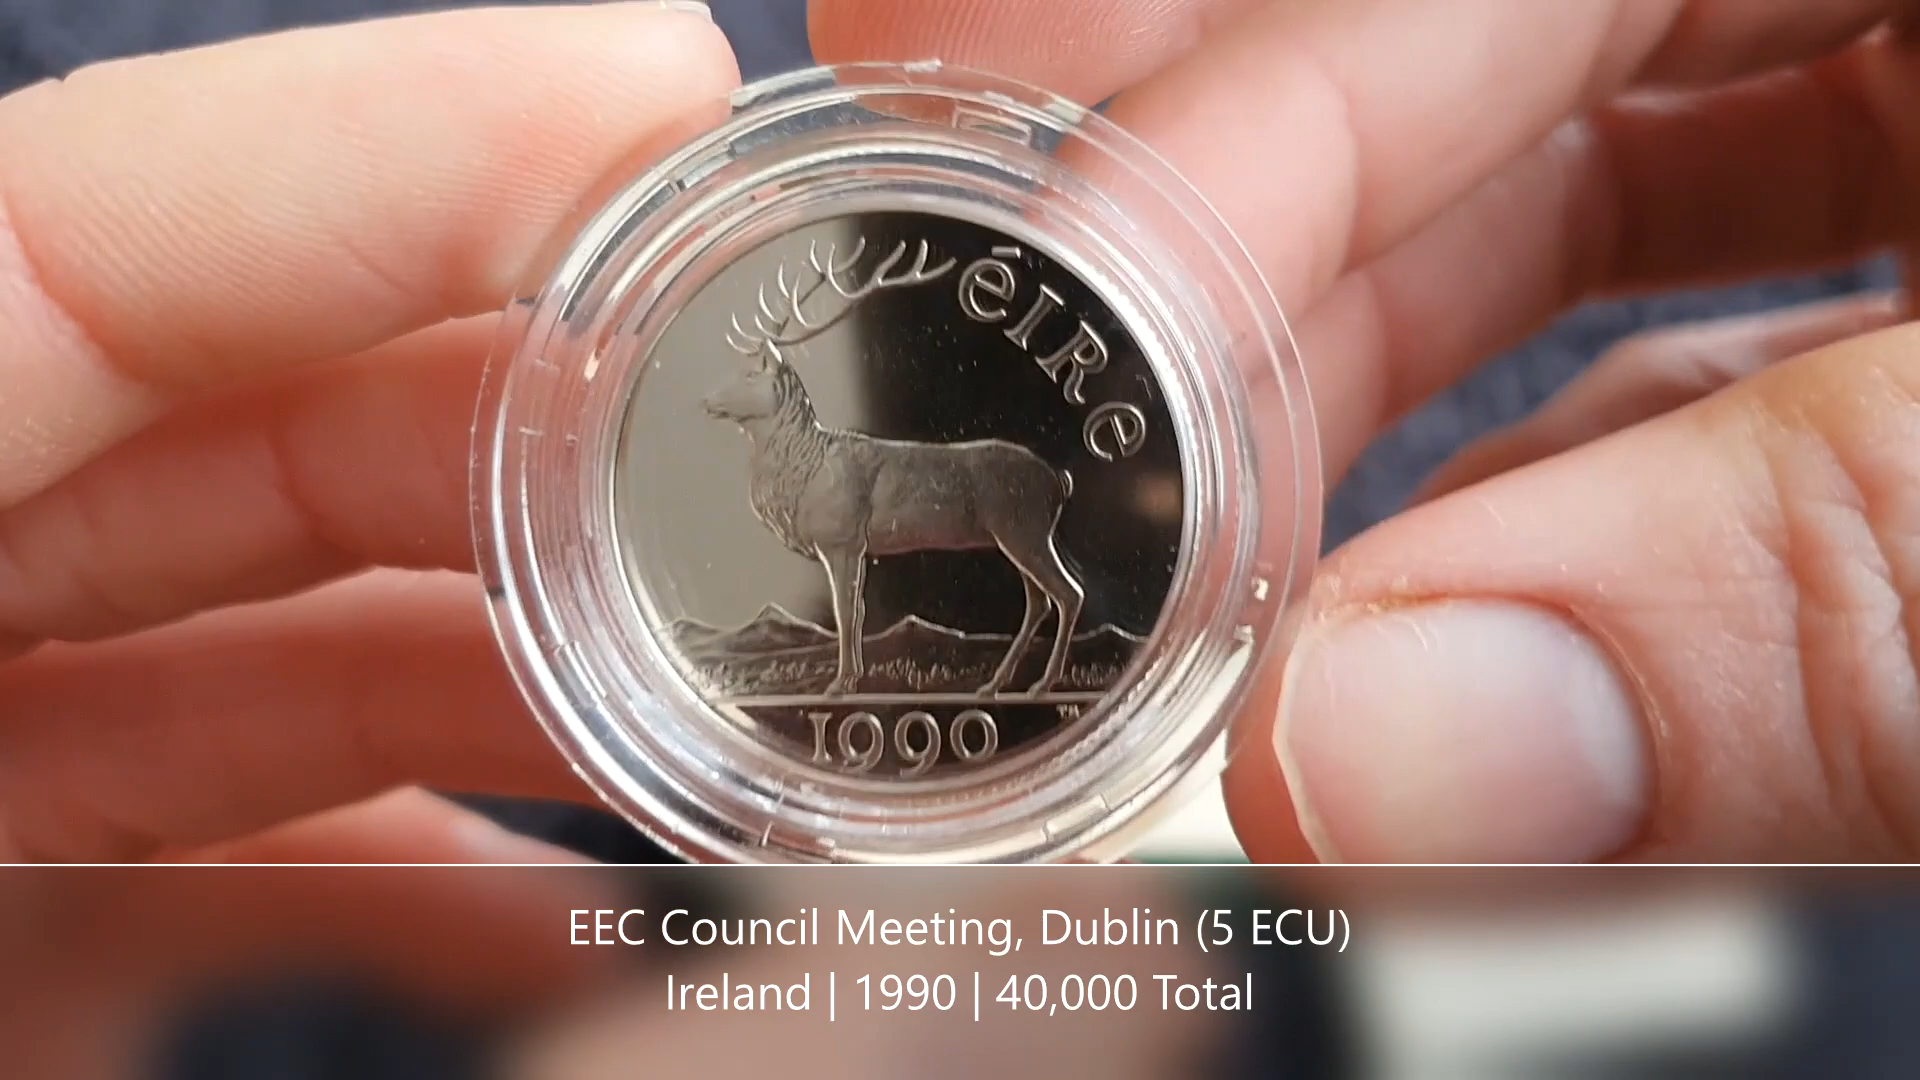 éIRe
1990
EEC Council Meeting, Dublin (5 ECU)
Ireland | 1990 | 40,000 Total